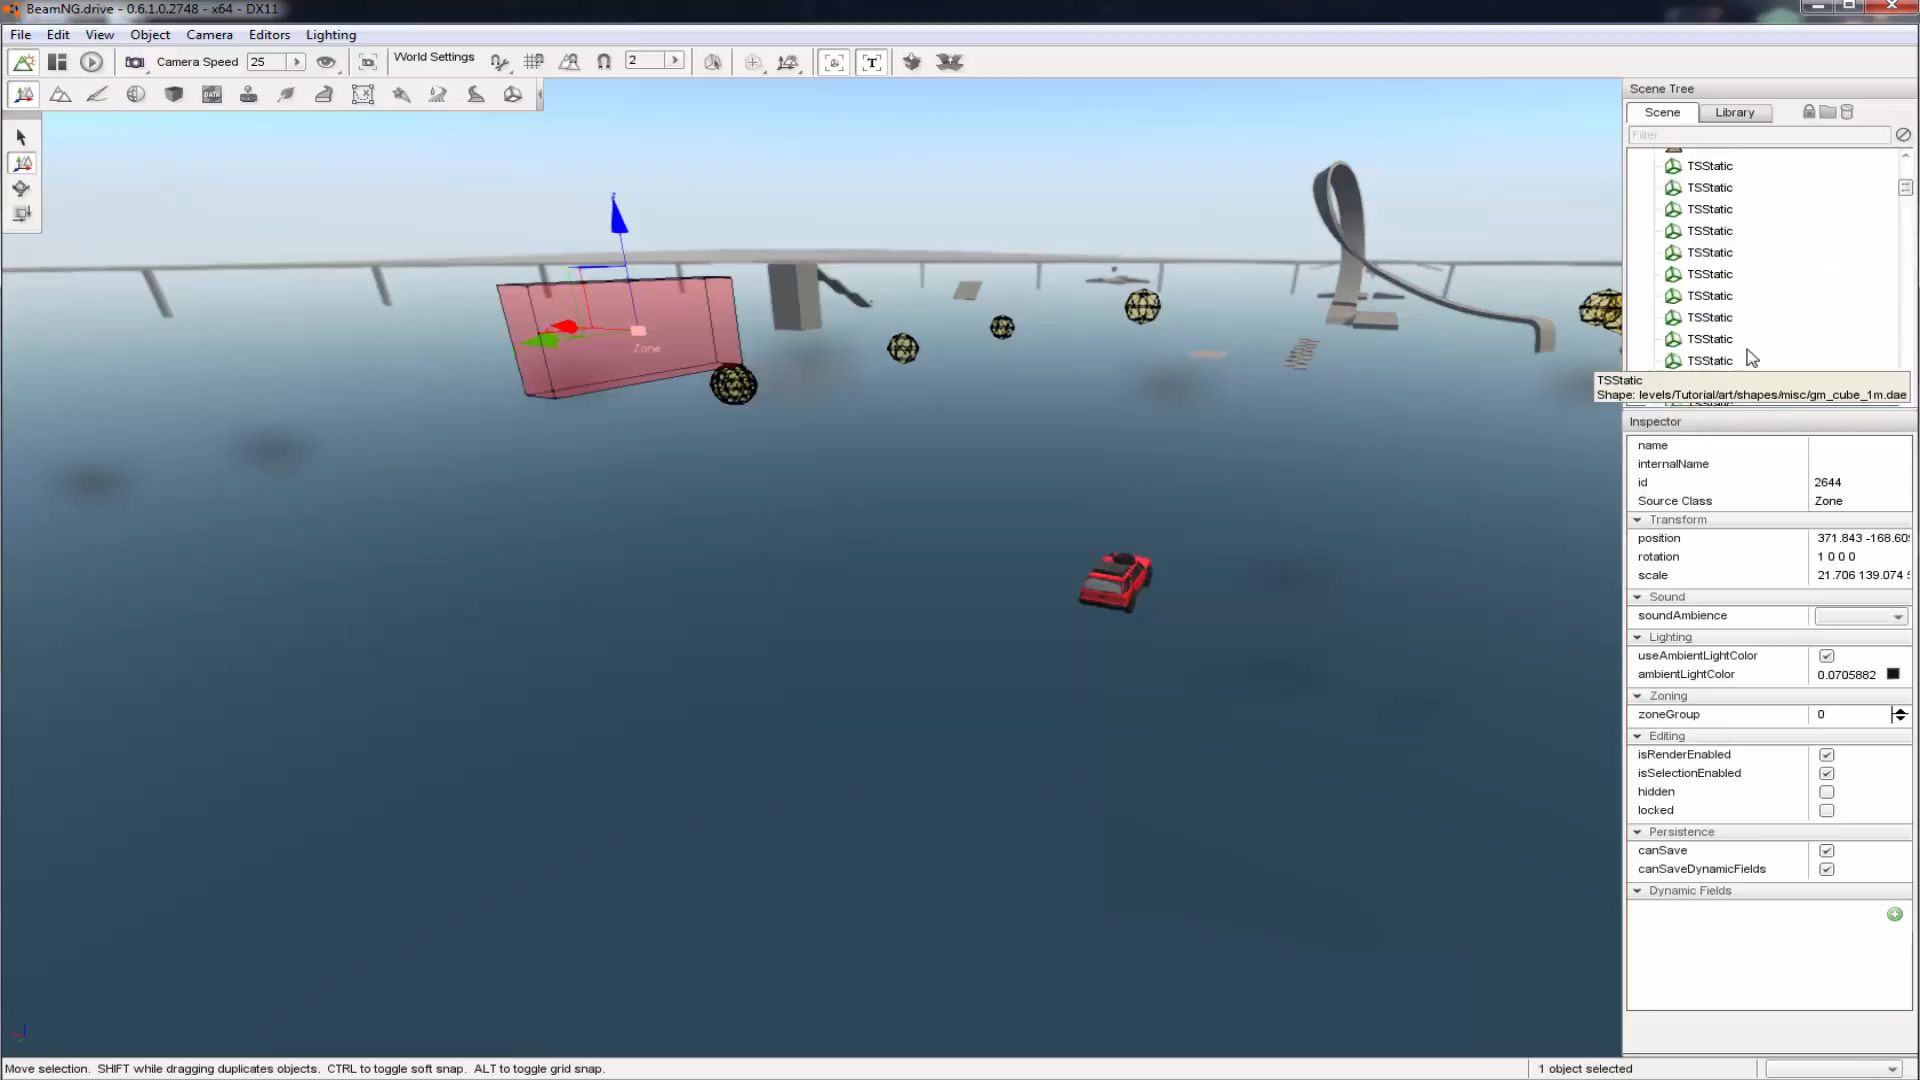 BeamNG.drive - 0.6.1.0.2748 - x64 - DX11
File Edit View Object Camera Editors Lighting
Camera Speed 25 World Settings 2 T
DATA
Scene Tree
Scene Library
Filter
TSStatic
TSStatic
TSStatic
TSStatic
TSStatic
TSStatic
TSStatic
TSStatic
TSStatic
TSStatic
TSStatic
Shape: levels/Tutorial/art/shapes/misc/gm_cube_1m.dae
z
Zone
Inspector
name
internalName
id 2644
Source Class Zone
Transform
position 371.843 -168.60
rotation 1 0 0 0
scale 21.706 139.074
Sound
soundAmbience
Lighting
useAmbientLightColor
ambientLightColor 0.0705882
Zoning
zoneGroup 0
Editing
isRenderEnabled
isSelectionEnabled
hidden
locked
Persistence
canSave
canSaveDynamicFields
Dynamic Fields
Move selection. SHIFT while dragging duplicates objects. CTRL to toggle soft snap. ALT to toggle grid snap.
1 object selected